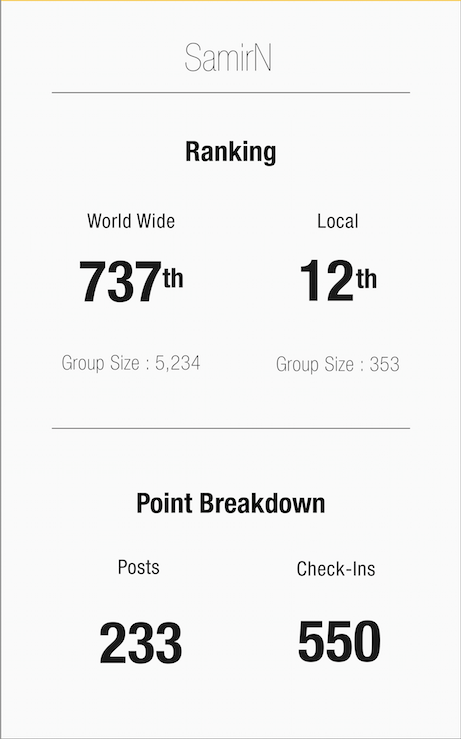 SamirN
Ranking
World Wide Local
737th 12th
Group Size : 5,234 Group Size : 353
Point Breakdown
Posts Check-Ins
233 550